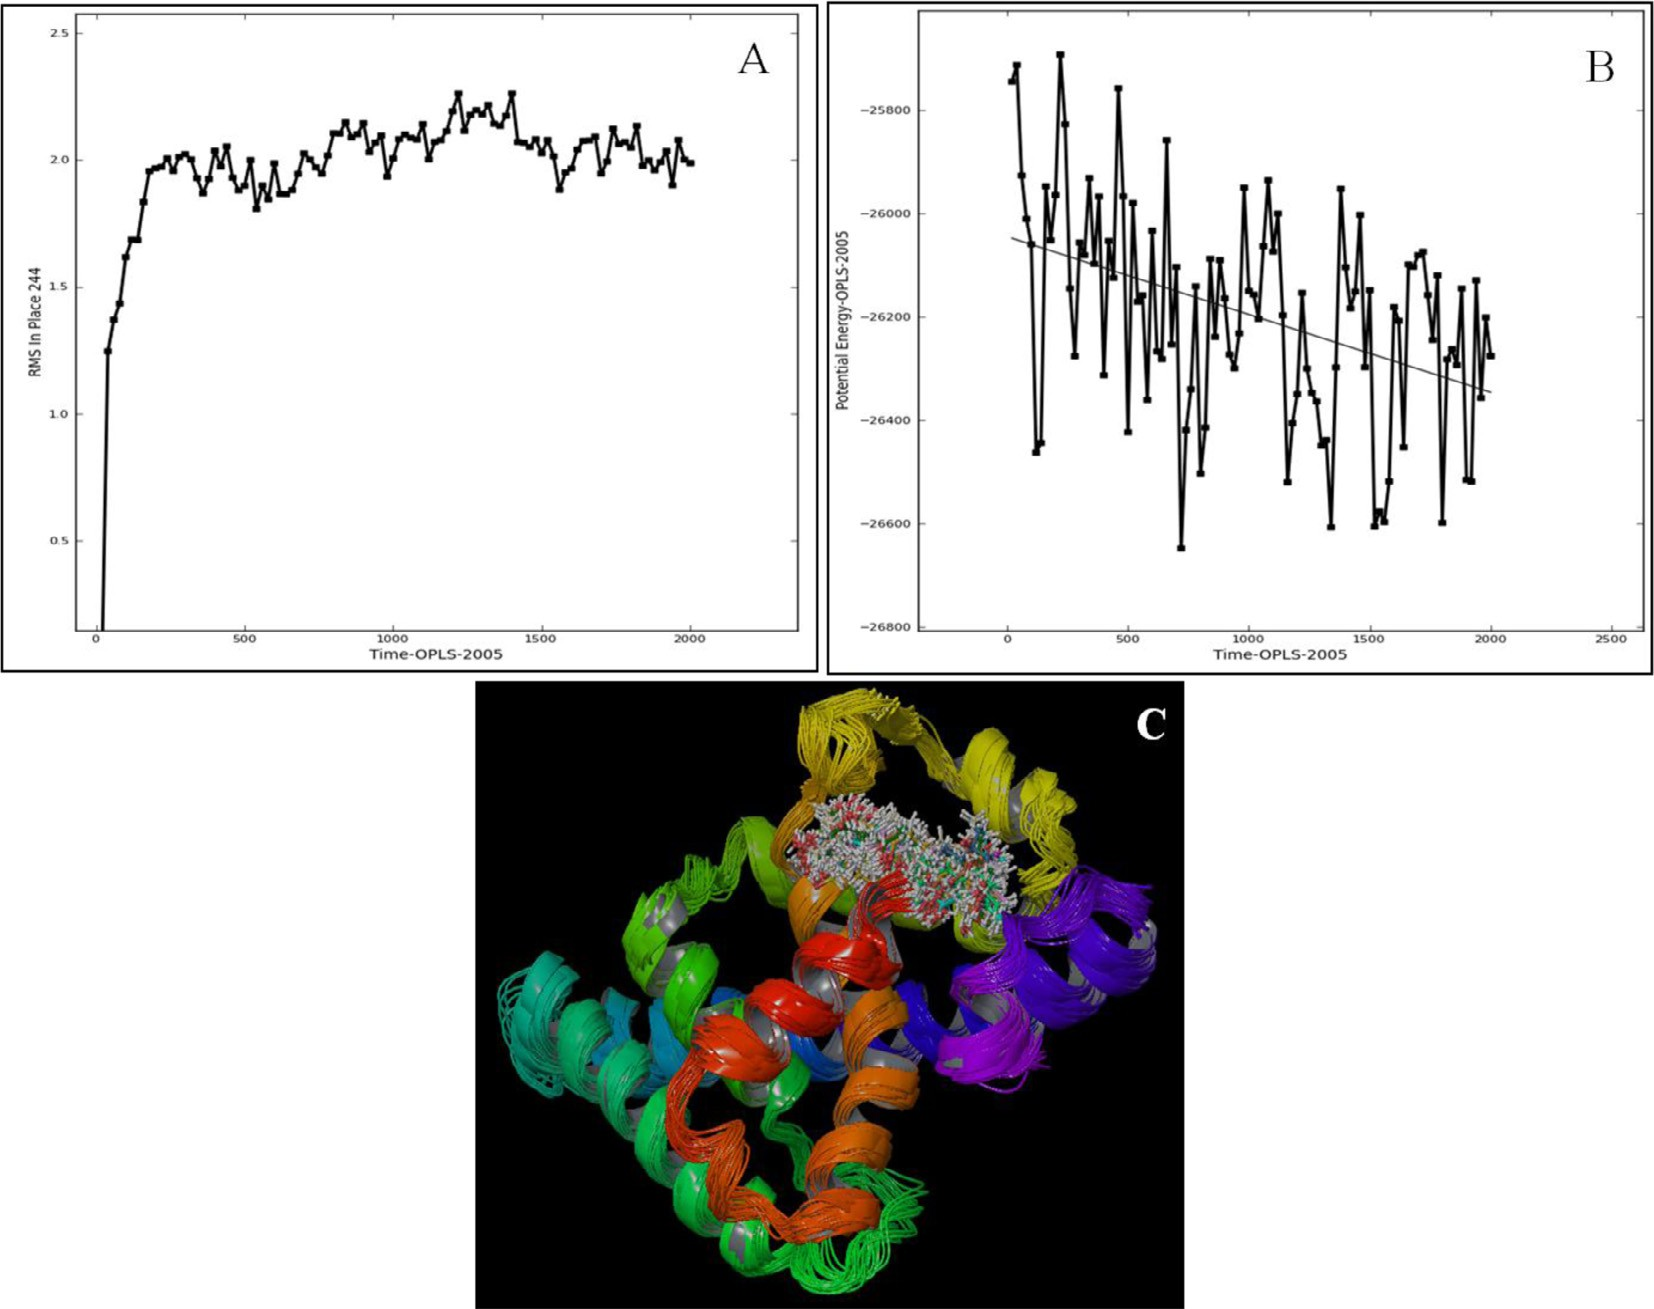 A
2.5
2.0
1.5
1.0
0.5
RMS In Place 244
0 500 1000 1500 2000
Time-OPLS-2005
B
−25800
−26000
−26200
−26400
−26600
−26800
Potential Energy-OPLS-2005
0 500 1000 1500 2000 2500
Time-OPLS-2005
C